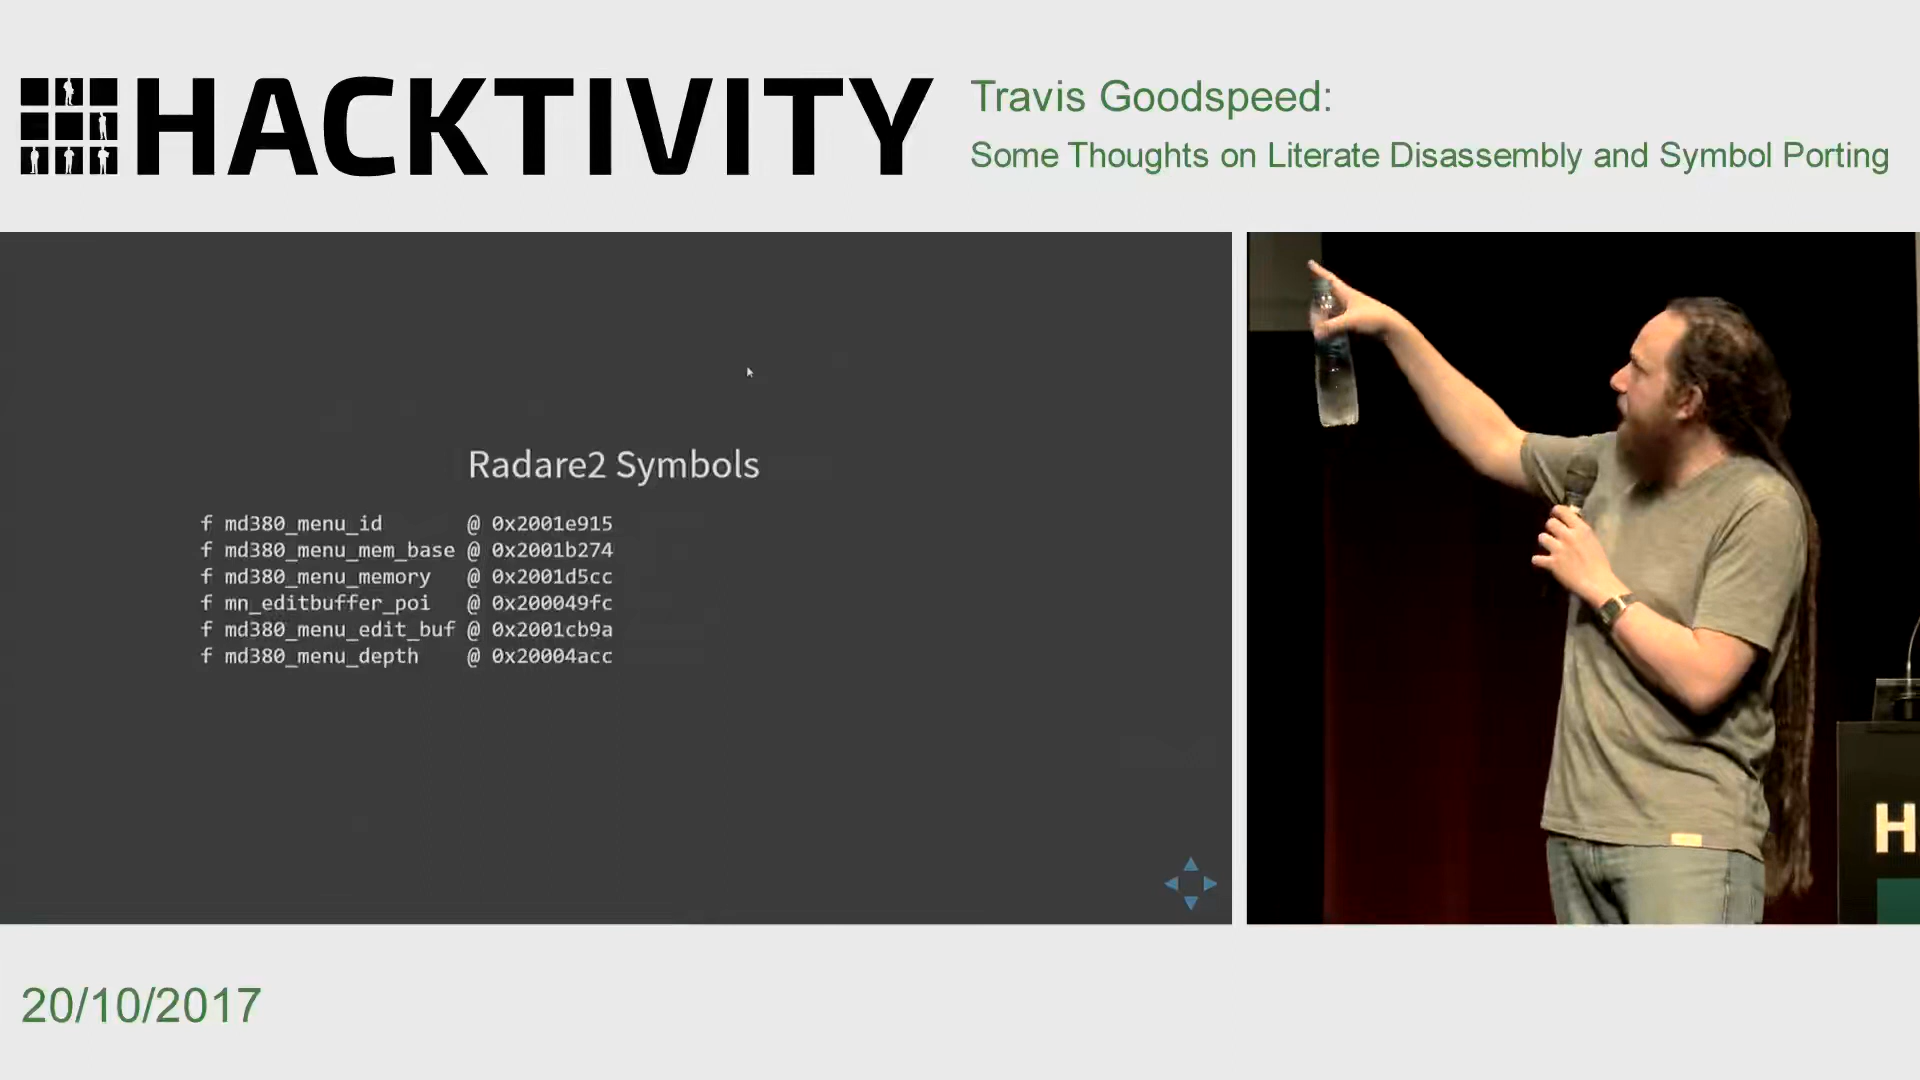 HACKTIVITY
Travis Goodspeed:
Some Thoughts on Literate Disassembly and Symbol Porting
Radare2 Symbols
f md380_menu_id @ 0x2001e915
f md380_menu_mem_base @ 0x2001b274
f md380_menu_memory @ 0x2001d5cc
f mn_editbuffer_poi @ 0x200049fc
f md380_menu_edit_buf @ 0x2001cb9a
f md380_menu_depth @ 0x20004acc
H
20/10/2017